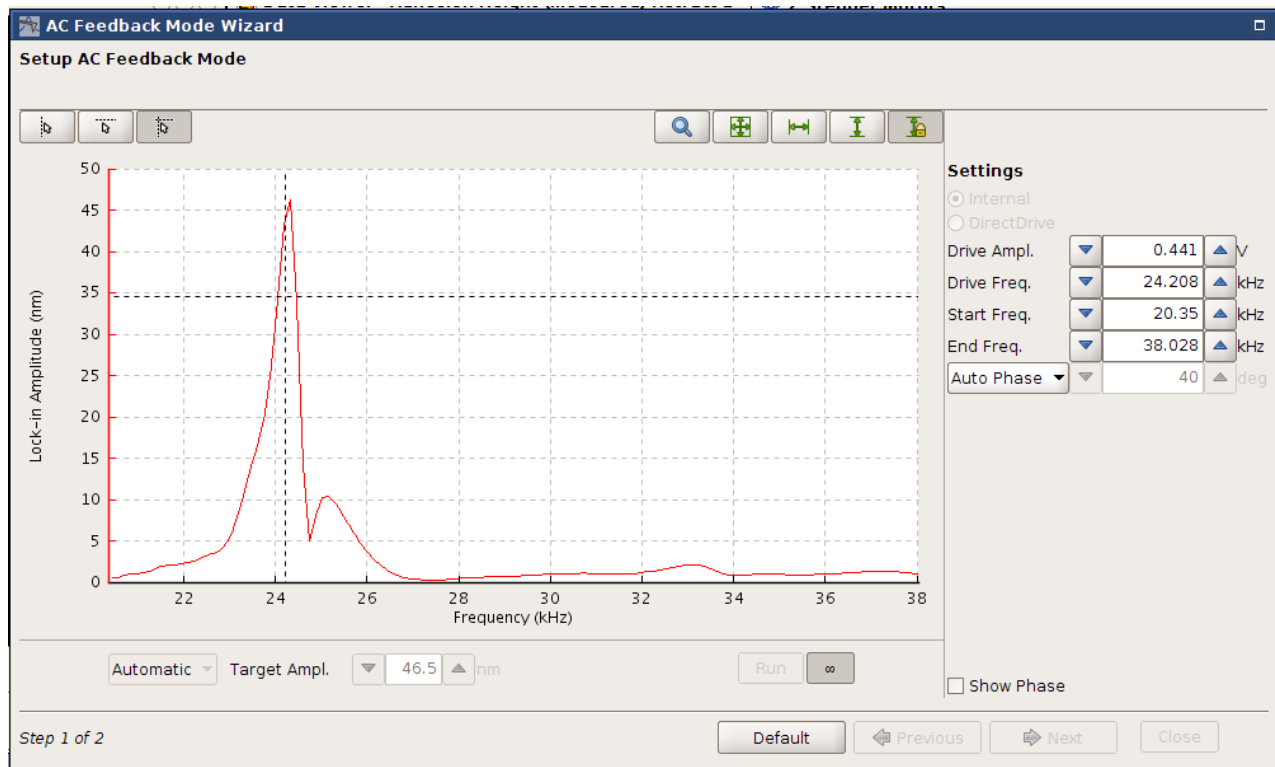 AC Feedback Mode Wizard
Setup AC Feedback Mode
50
45
40
35
30
25
20
15
10
5
0
Lock-in Amplitude (nm)
22 24 26 28 30 32 34 36 38
Frequency (kHz)
Settings
Internal
DirectDrive
Drive Ampl. 0.441 V
Drive Freq. 24.208 kHz
Start Freq. 20.35 kHz
End Freq. 38.028 kHz
Auto Phase 40 deg
Automatic Target Ampl. 46.5 nm Run ∞
Show Phase
Step 1 of 2 Default Previous Next Close